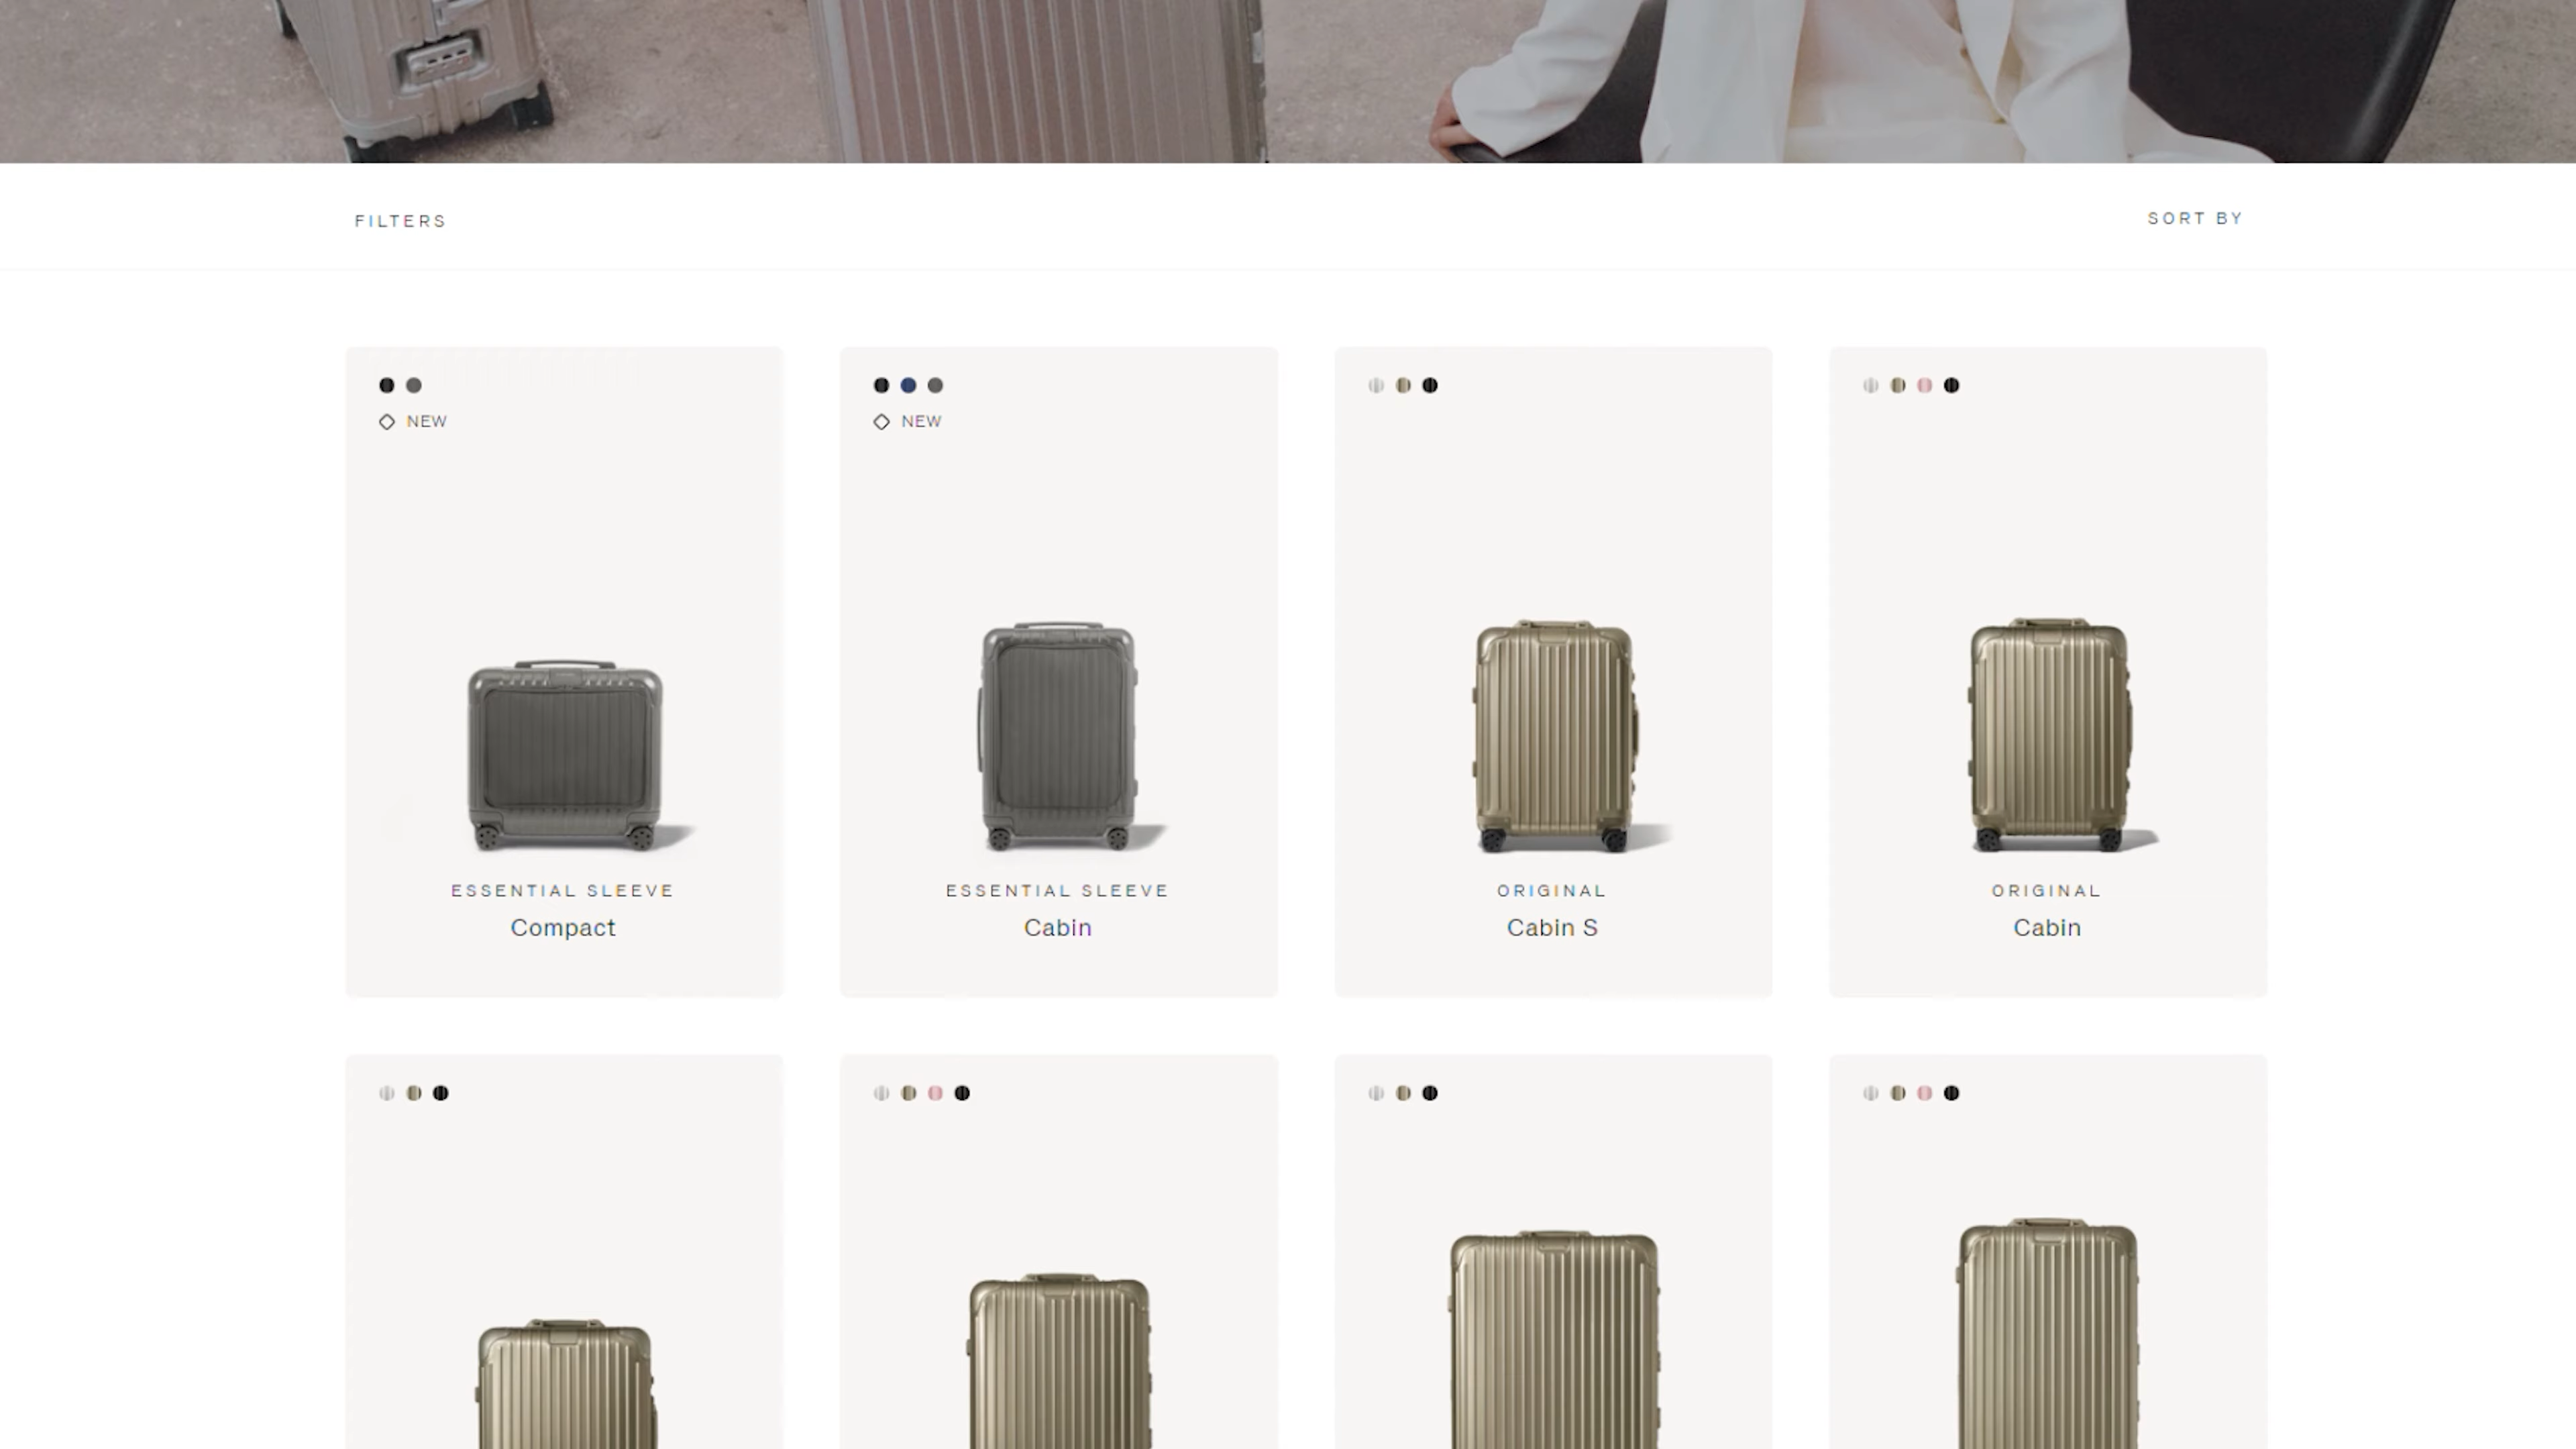 FILTERS
SORT BY
NEW
NEW
ESSENTIAL SLEEVE
Compact
ESSENTIAL SLEEVE
Cabin
ORIGINAL
Cabin S
ORIGINAL
Cabin